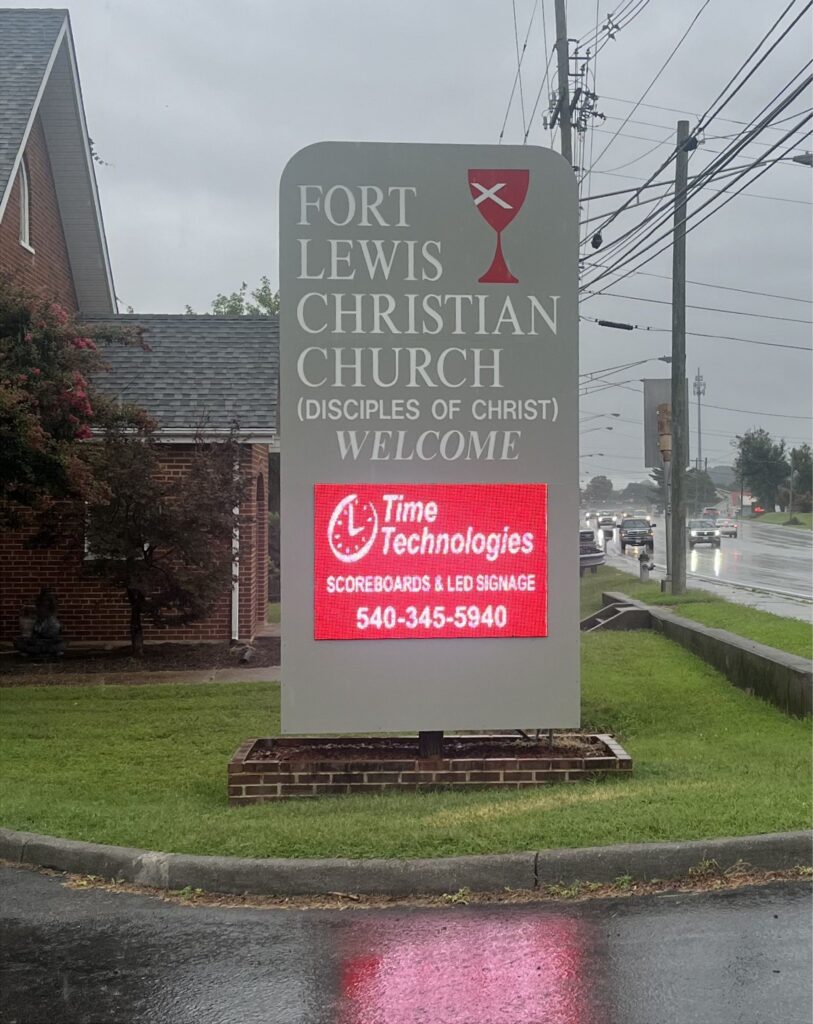 FORT
LEWIS
CHRISTIAN
CHURCH
(DISCIPLES OF CHRIST)
WELCOME
Time
Technologies
SCOREBOARDS & LED SIGNAGE
540-345-5940